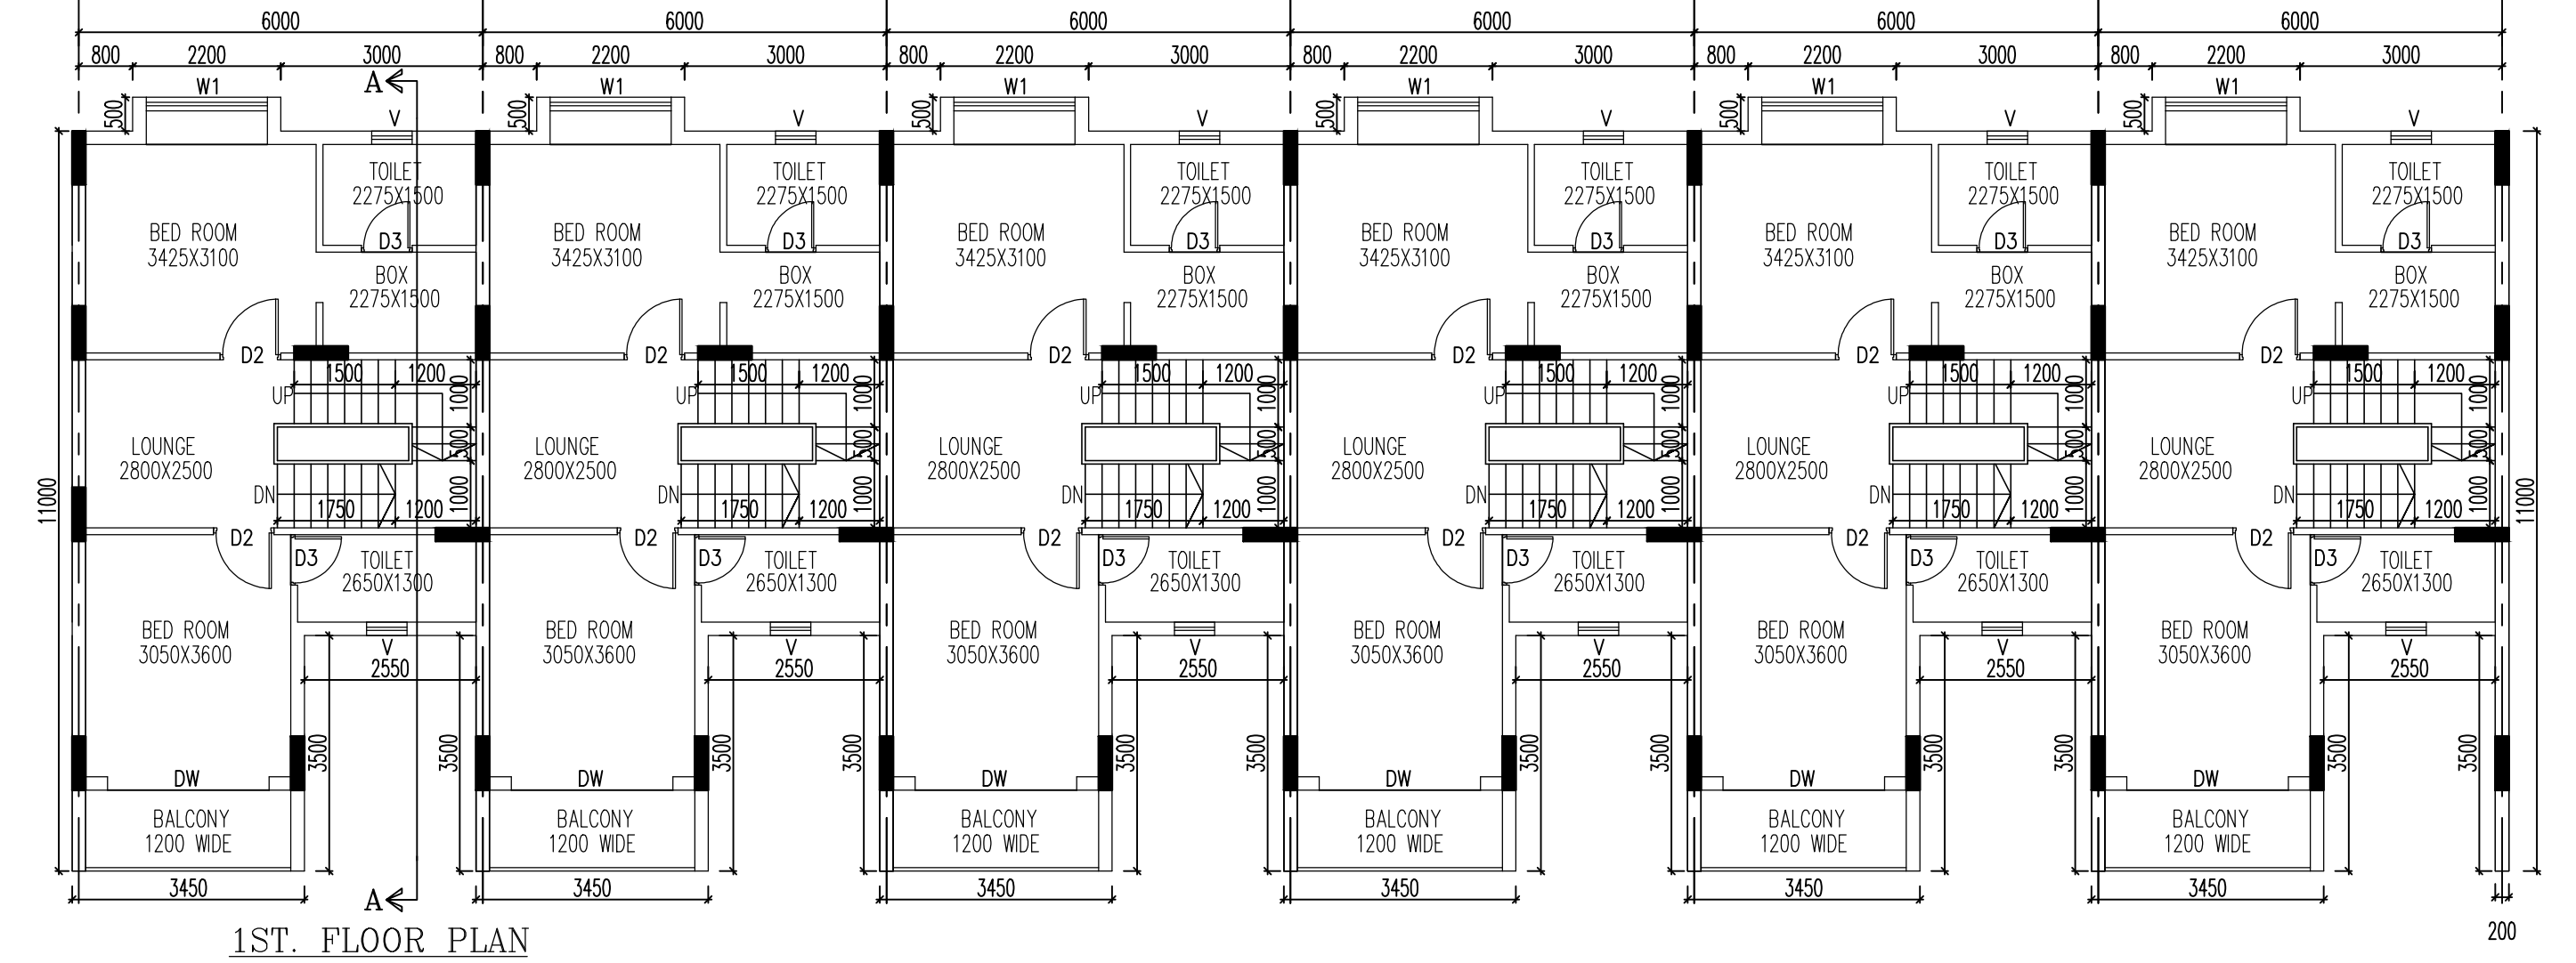 6000 6000 6000 6000 6000 6000
800 2200 3000 800 2200 3000 800 2200 3000 800 2200 3000 800 2200 3000 800 2200 3000
A W1 W1 W1 W1 W1 W1
500 V 500 V 500 V 500 V 500 V 500 V
TOILET TOILET TOILET TOILET TOILET TOILET
2275X1500 2275X1500 2275X1500 2275X1500 2275X1500 2275X1500
BED ROOM D3 BED ROOM D3 BED ROOM D3 BED ROOM D3 BED ROOM D3 BED ROOM D3
3425X3100 3425X3100 3425X3100 3425X3100 3425X3100 3425X3100
BOX BOX BOX BOX BOX BOX
2275X1500 2275X1500 2275X1500 2275X1500 2275X1500 2275X1500
D2 D2 D2 D2 D2 D2
1500 1200 1500 1200 1500 1200 1500 1200 1500 1200 1500 1200
UP 1000 UP 1000 UP 1000 UP 1000 UP 1000 UP 1000
LOUNGE 500 LOUNGE 500 LOUNGE 500 LOUNGE 500 LOUNGE 500 LOUNGE 500
2800X2500 2800X2500 2800X2500 2800X2500 2800X2500 2800X2500
11000 DN 1000 DN 1000 DN 1000 DN 1000 DN 1000 DN 1000 11000
1750 1200 1750 1200 1750 1200 1750 1200 1750 1200 1750 1200
D2 D2 D2 D2 D2 D2
D3 TOILET D3 TOILET D3 TOILET D3 TOILET D3 TOILET D3 TOILET
2650X1300 2650X1300 2650X1300 2650X1300 2650X1300 2650X1300
BED ROOM BED ROOM BED ROOM BED ROOM BED ROOM BED ROOM
3050X3600 V 3050X3600 V 3050X3600 V 3050X3600 V 3050X3600 V 3050X3600 V
2550 2550 2550 2550 2550 2550
3500 3500 3500 3500 3500 3500 3500 3500 3500 3500 3500 3500
DW DW DW DW DW DW
BALCONY BALCONY BALCONY BALCONY BALCONY BALCONY
1200 WIDE 1200 WIDE 1200 WIDE 1200 WIDE 1200 WIDE 1200 WIDE
3450 A 3450 3450 3450 3450 3450
1ST. FLOOR PLAN 200